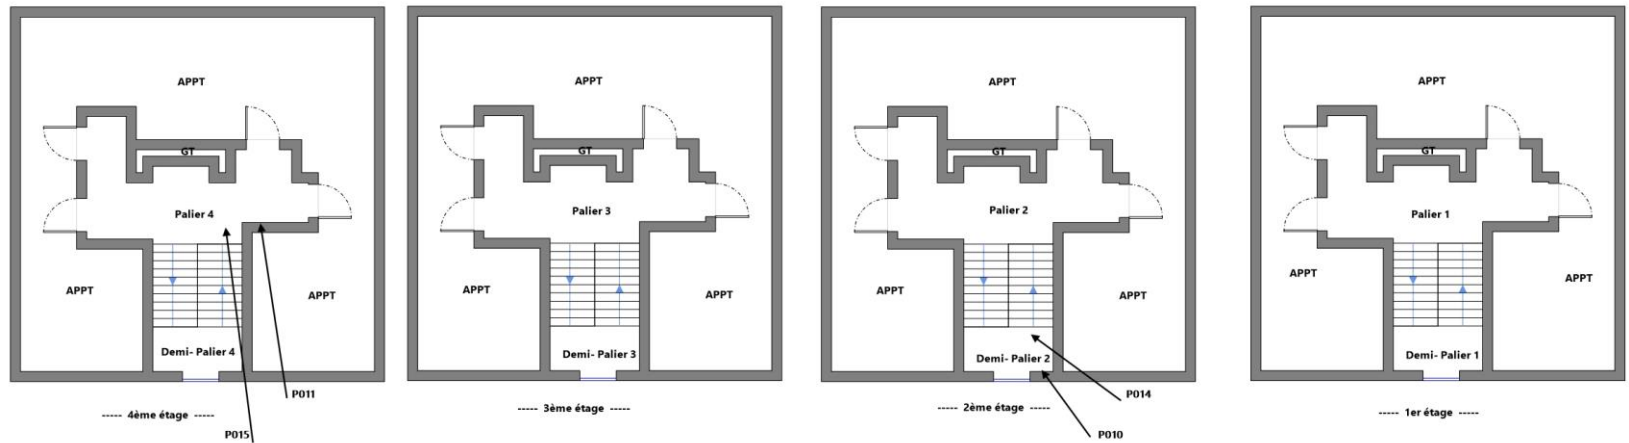 APPT
GT
Palier 4
APPT
APPT
Demi- Palier 4
P011
----- 4ème étage -----
P015
APPT
GT
Palier 3
APPT
APPT
Demi- Palier 3
----- 3ème étage -----
APPT
GT
Palier 2
APPT
APPT
Demi- Palier 2
P014
----- 2ème étage -----
P010
APPT
GT
Palier 1
APPT
APPT
Demi- Palier 1
----- 1er étage -----